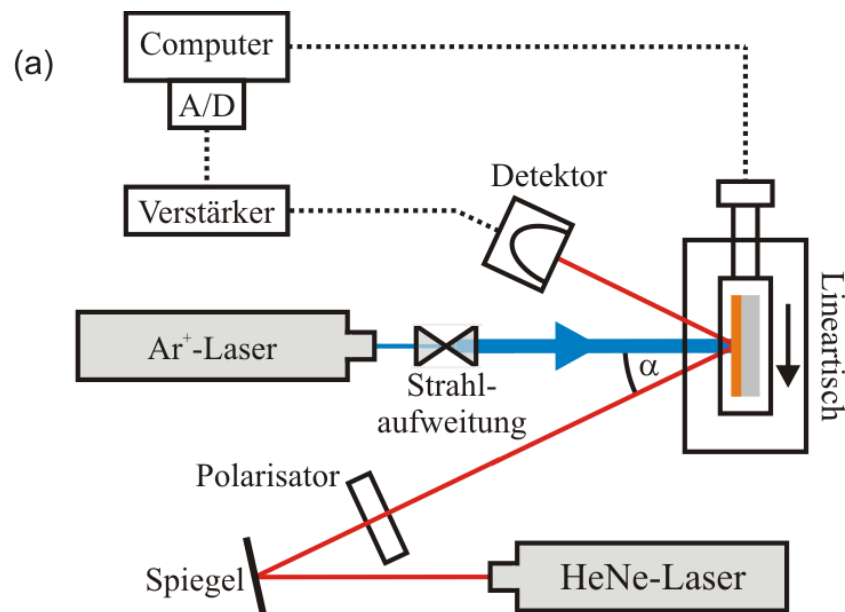 (a)
Computer
A/D
Verstärker
Detektor
Ar⁺-Laser
Strahl-
aufweitung
α
Lineartisch
Polarisator
Spiegel
HeNe-Laser